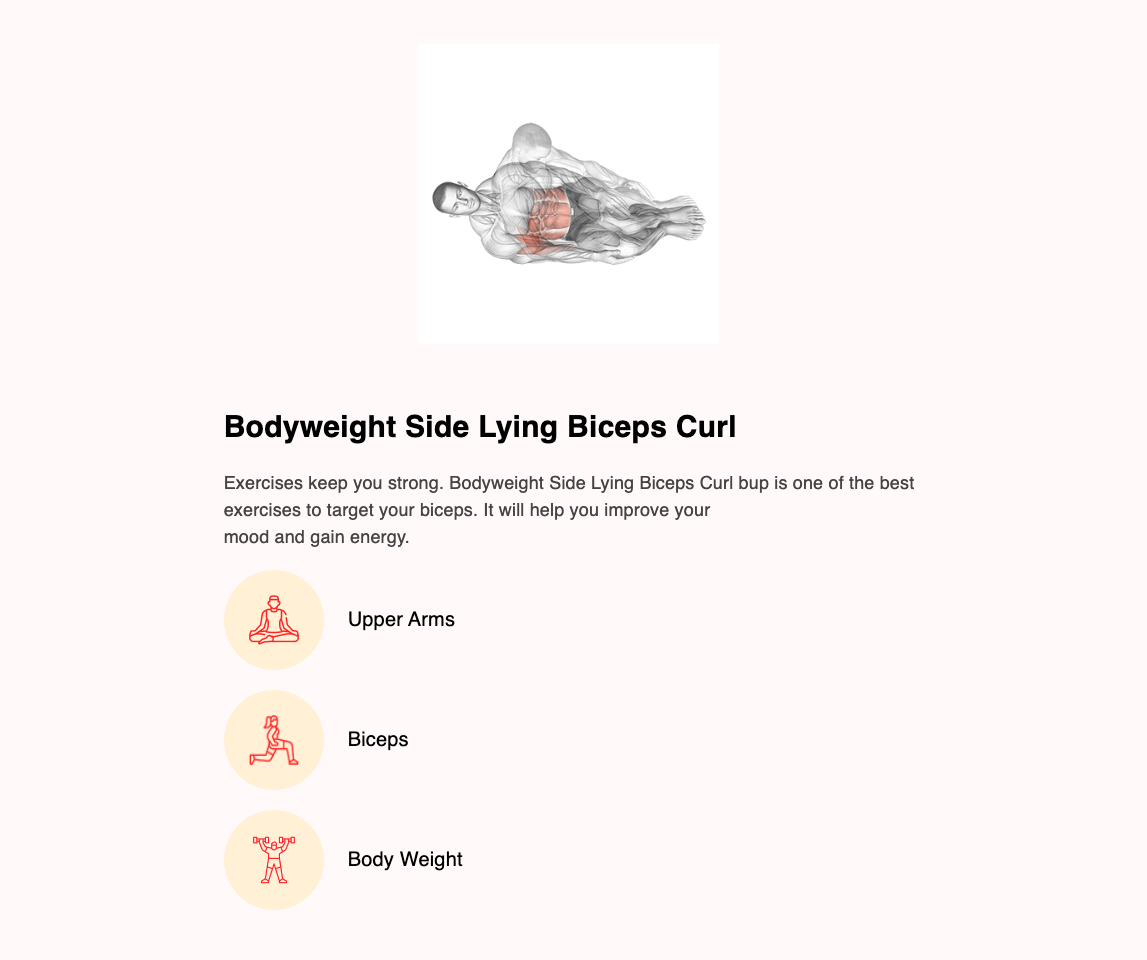 Bodyweight Side Lying Biceps Curl
Exercises keep you strong. Bodyweight Side Lying Biceps Curl bup is one of the best
exercises to target your biceps. It will help you improve your
mood and gain energy.
Upper Arms
Biceps
Body Weight